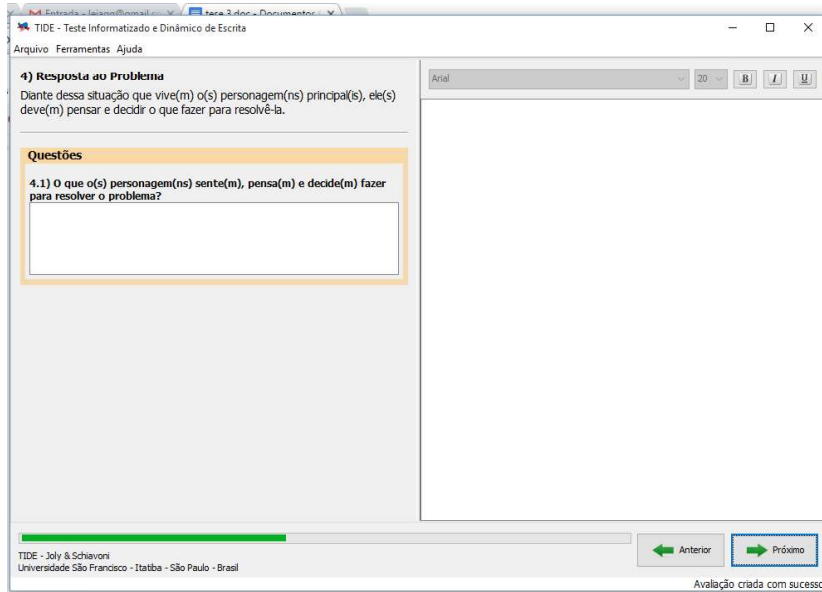 Entrada -
tese 3.doc - Documentos
TIDE - Teste Informatizado e Dinâmico de Escrita
Arquivo Ferramentas Ajuda
4) Resposta ao Problema
Diante dessa situação que vive(m) o(s) personagem(ns) principal(is), ele(s)
deve(m) pensar e decidir o que fazer para resolvê-la.
Questões
4.1) O que o(s) personagem(ns) sente(m), pensa(m) e decide(m) fazer
para resolver o problema?
Arial 20 B I U
Anterior Próximo
TIDE - Joly & Schiavoni
Universidade São Francisco - Itatiba - São Paulo - Brasil
Avaliação criada com sucesso